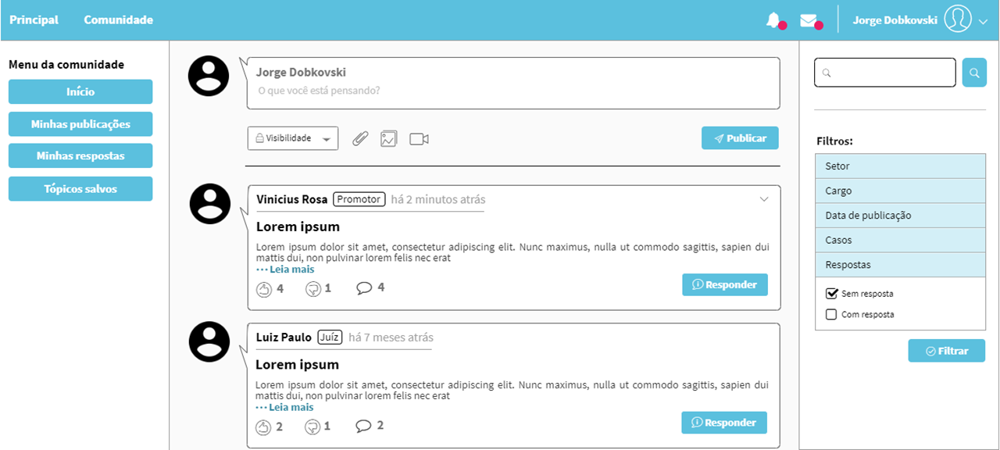 Principal
Comunidade
Jorge Dobkovski
Menu da comunidade
Início
Minhas publicações
Minhas respostas
Tópicos salvos
Jorge Dobkovski
O que você está pensando?
Visibilidade
Publicar
Vinicius Rosa Promotor há 2 minutos atrás
Lorem ipsum
Lorem ipsum dolor sit amet, consectetur adipiscing elit. Nunc maximus, nulla ut commodo sagittis, sapien dui
mattis dui, non pulvinar lorem felis nec erat
···Leia mais
4 1 4
Responder
Luiz Paulo Juíz há 7 meses atrás
Lorem ipsum
Lorem ipsum dolor sit amet, consectetur adipiscing elit. Nunc maximus, nulla ut commodo sagittis, sapien dui
mattis dui, non pulvinar lorem felis nec erat
···Leia mais
2 1 2
Responder
Filtros:
Setor
Cargo
Data de publicação
Casos
Respostas
Sem resposta
Com resposta
Filtrar